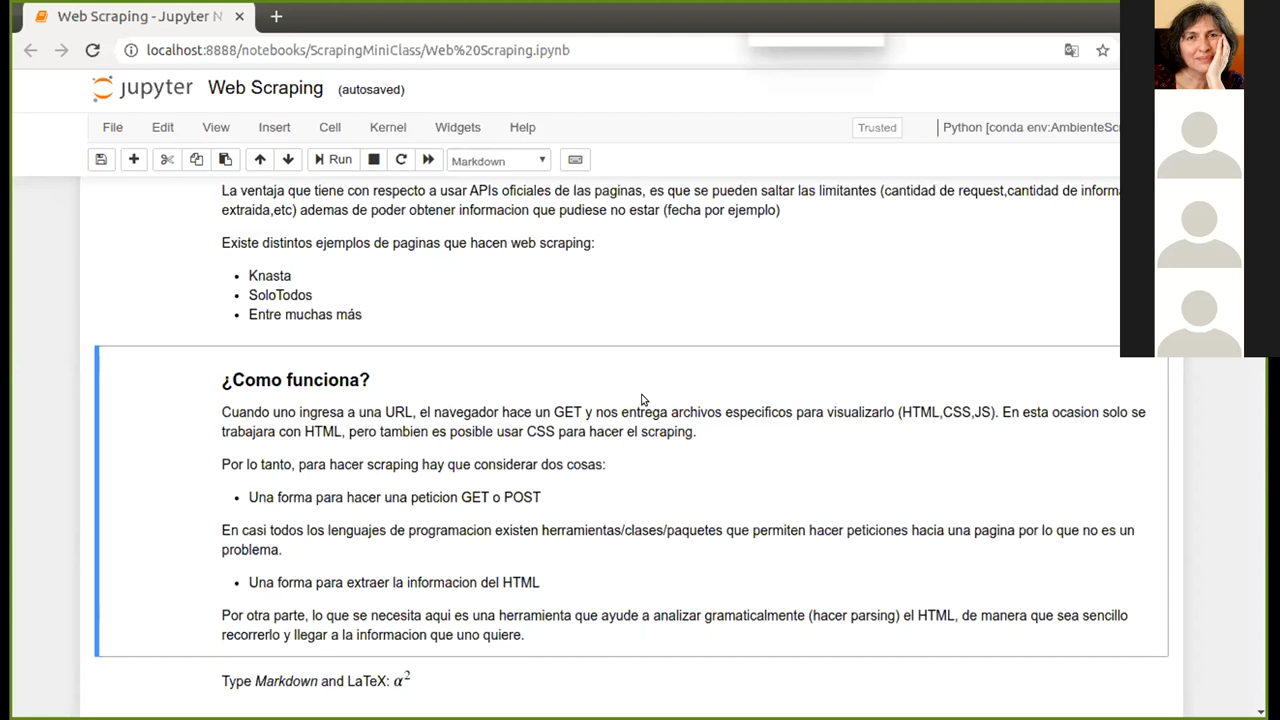 Web Scraping - Jupyter N
localhost:8888/notebooks/ScrapingMiniClass/Web%20Scraping.ipynb
jupyter Web Scraping (autosaved)
File Edit View Insert Cell Kernel Widgets Help Trusted Python [conda env:AmbienteScr
Run Markdown
La ventaja que tiene con respecto a usar APIs oficiales de las paginas, es que se pueden saltar las limitantes (cantidad de request,cantidad de informa
extraida,etc) ademas de poder obtener informacion que pudiese no estar (fecha por ejemplo)
Existe distintos ejemplos de paginas que hacen web scraping:
• Knasta
• SoloTodos
• Entre muchas más
¿Como funciona?
Cuando uno ingresa a una URL, el navegador hace un GET y nos entrega archivos especificos para visualizarlo (HTML,CSS,JS). En esta ocasion solo se
trabajara con HTML, pero tambien es posible usar CSS para hacer el scraping.
Por lo tanto, para hacer scraping hay que considerar dos cosas:
• Una forma para hacer una peticion GET o POST
En casi todos los lenguajes de programacion existen herramientas/clases/paquetes que permiten hacer peticiones hacia una pagina por lo que no es un
problema.
• Una forma para extraer la informacion del HTML
Por otra parte, lo que se necesita aqui es una herramienta que ayude a analizar gramaticalmente (hacer parsing) el HTML, de manera que sea sencillo
recorrerlo y llegar a la informacion que uno quiere.
Type Markdown and LaTeX: α²